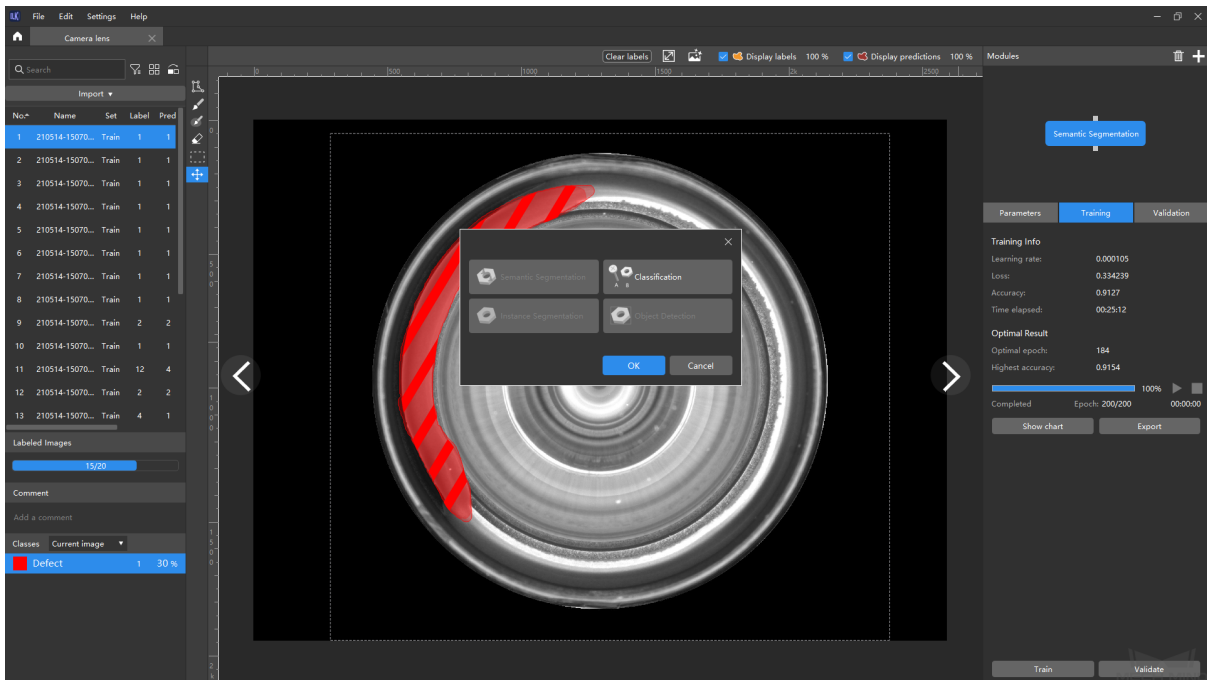 File Edit Settings Help
Camera lens
Clear labels Display labels 100 % Display predictions 100 %
Modules
Search
Import
No. Name Set Label Pred
1 210514-15070... Train 1 1
2 210514-15070... Train 1 1
3 210514-15070... Train 1 1
4 210514-15070... Train 1 1
5 210514-15070... Train 1 1
6 210514-15070... Train 1 1
7 210514-15070... Train 1 1
8 210514-15070... Train 1 1
9 210514-15070... Train 2 2
10 210514-15070... Train 1 1
11 210514-15070... Train 12 4
12 210514-15070... Train 2 2
13 210514-15070... Train 4 1
Labeled Images
15/20
Comment
Add a comment
Classes Current image
Defect 1 30 %
0 500 1000 1500 2k 2500
0
500
1000
1500
2
Semantic Segmentation
Classification
A B
Instance Segmentation
Object Detection
OK Cancel
Semantic Segmentation
Parameters Training Validation
Training Info
Learning rate: 0.000105
Loss: 0.334239
Accuracy: 0.9127
Time elapsed: 00:25:12
Optimal Result
Optimal epoch: 184
Highest accuracy: 0.9154
100%
Completed Epoch: 200/200 00:00:00
Show chart Export
Train Validate